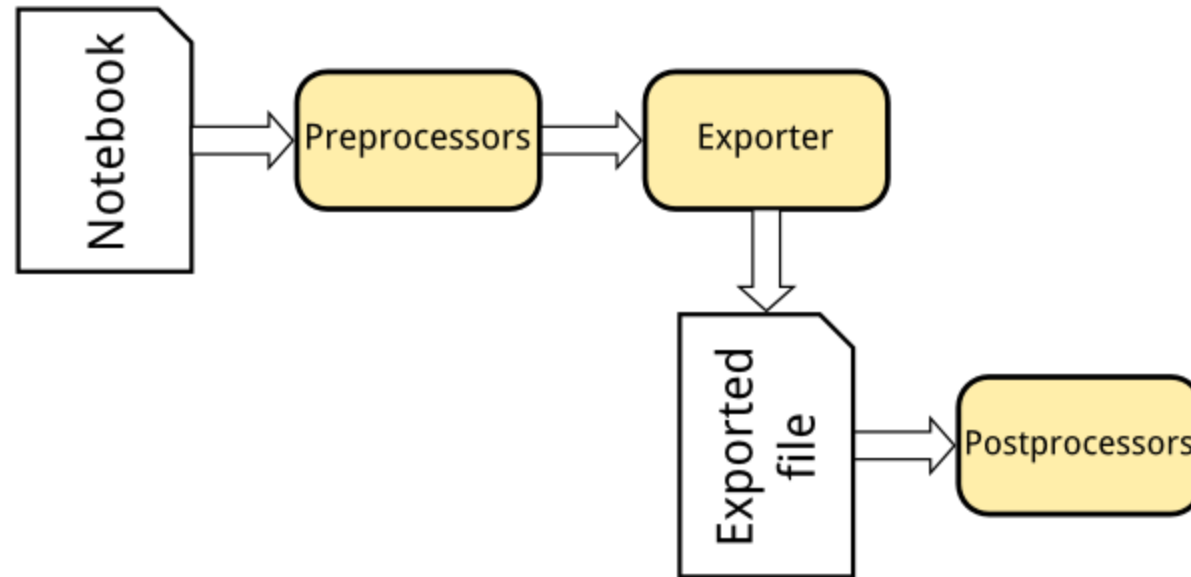 Notebook
Preprocessors
Exporter
Exported
file
Postprocessors